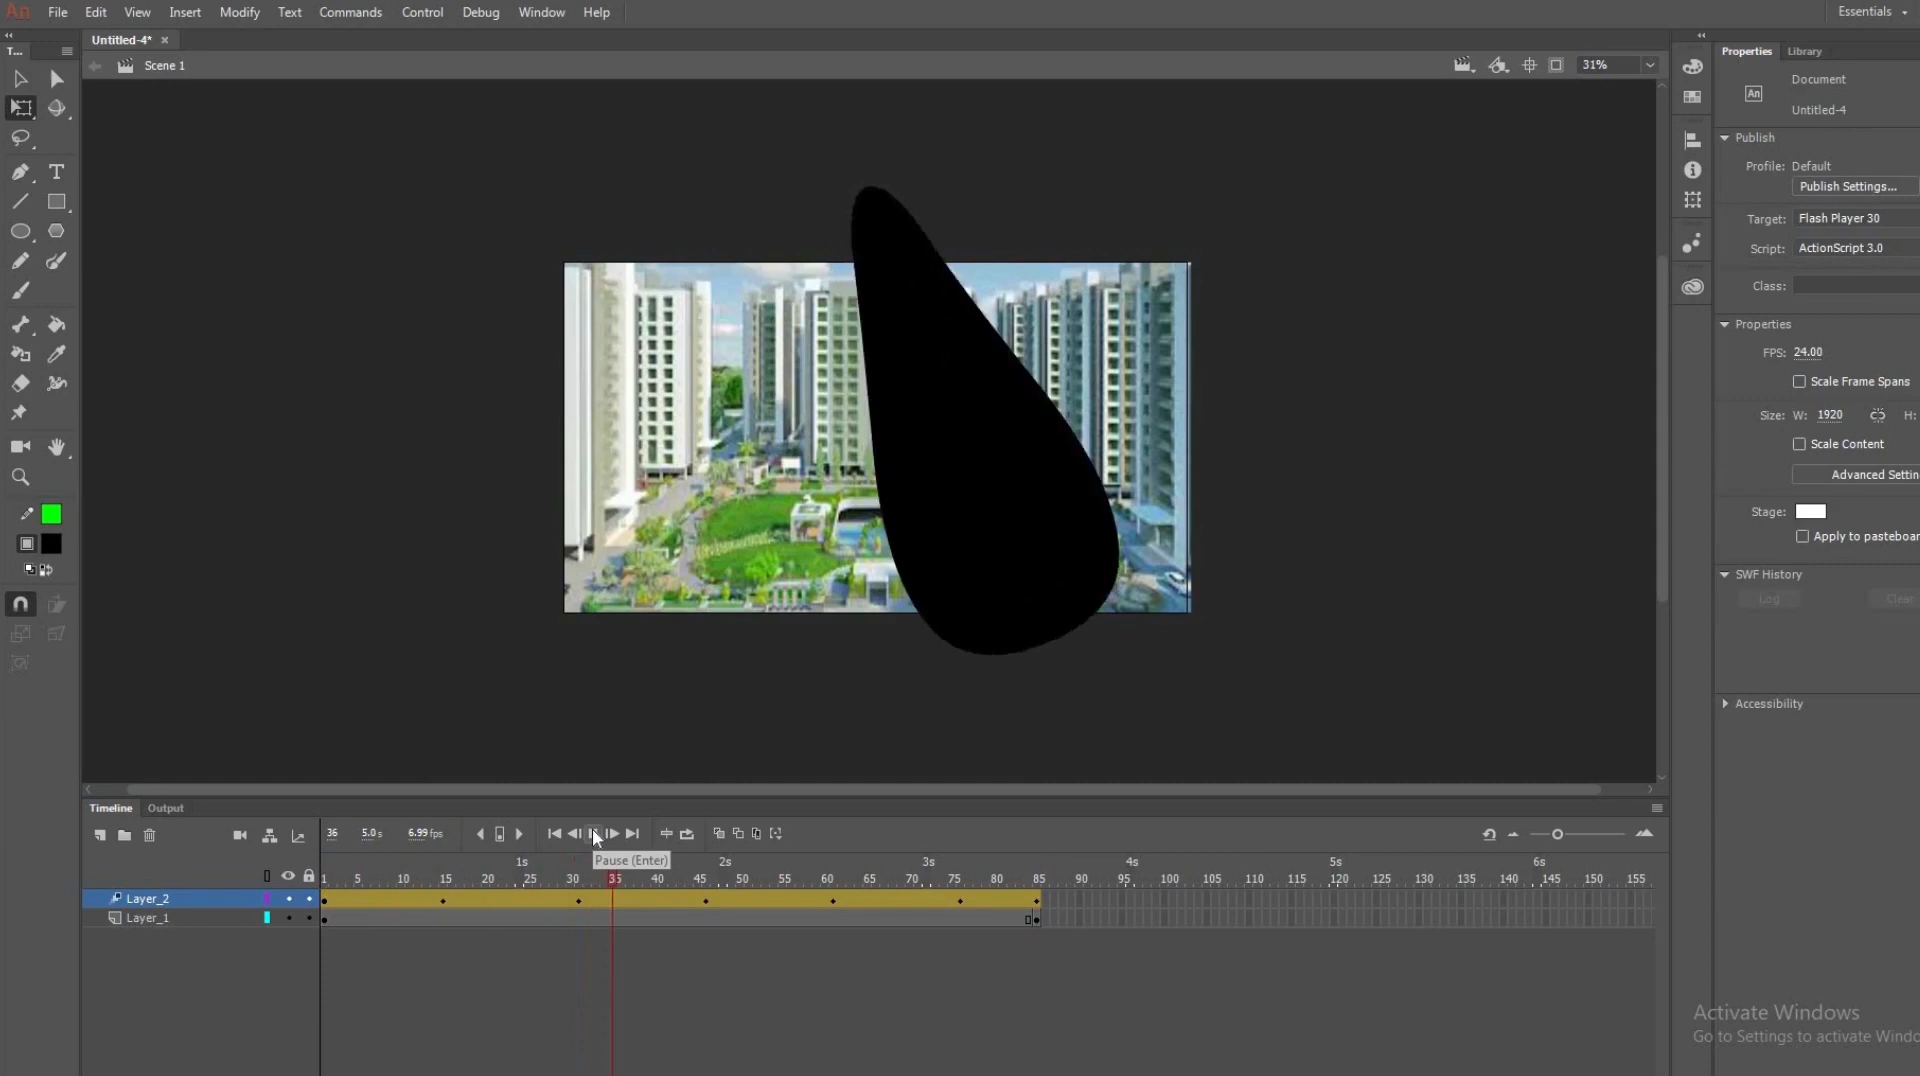 An File Edit View Insert Modify Text Commands Control Debug Window Help Essentials
Untitled-4* ×
T... Properties Library
Scene 1 31%
Document
An
Untitled-4
Publish
Profile: Default
Publish Settings...
Target: Flash Player 30
Script: ActionScript 3.0
Class:
Properties
FPS: 24.00
Scale Frame Spans
Size: W: 1920 H:
Scale Content
Advanced Settin
Stage:
Apply to pasteboar
SWF History
Log Clear
Accessibility
Timeline Output
36 5.0 s 6.99 fps
Pause (Enter)
1s 2s 3s 4s 5s 6s
1 5 10 15 20 25 30 35 40 45 50 55 60 65 70 75 80 85 90 95 100 105 110 115 120 125 130 135 140 145 150 155
Layer_2
Layer_1
Activate Windows
Go to Settings to activate Windo